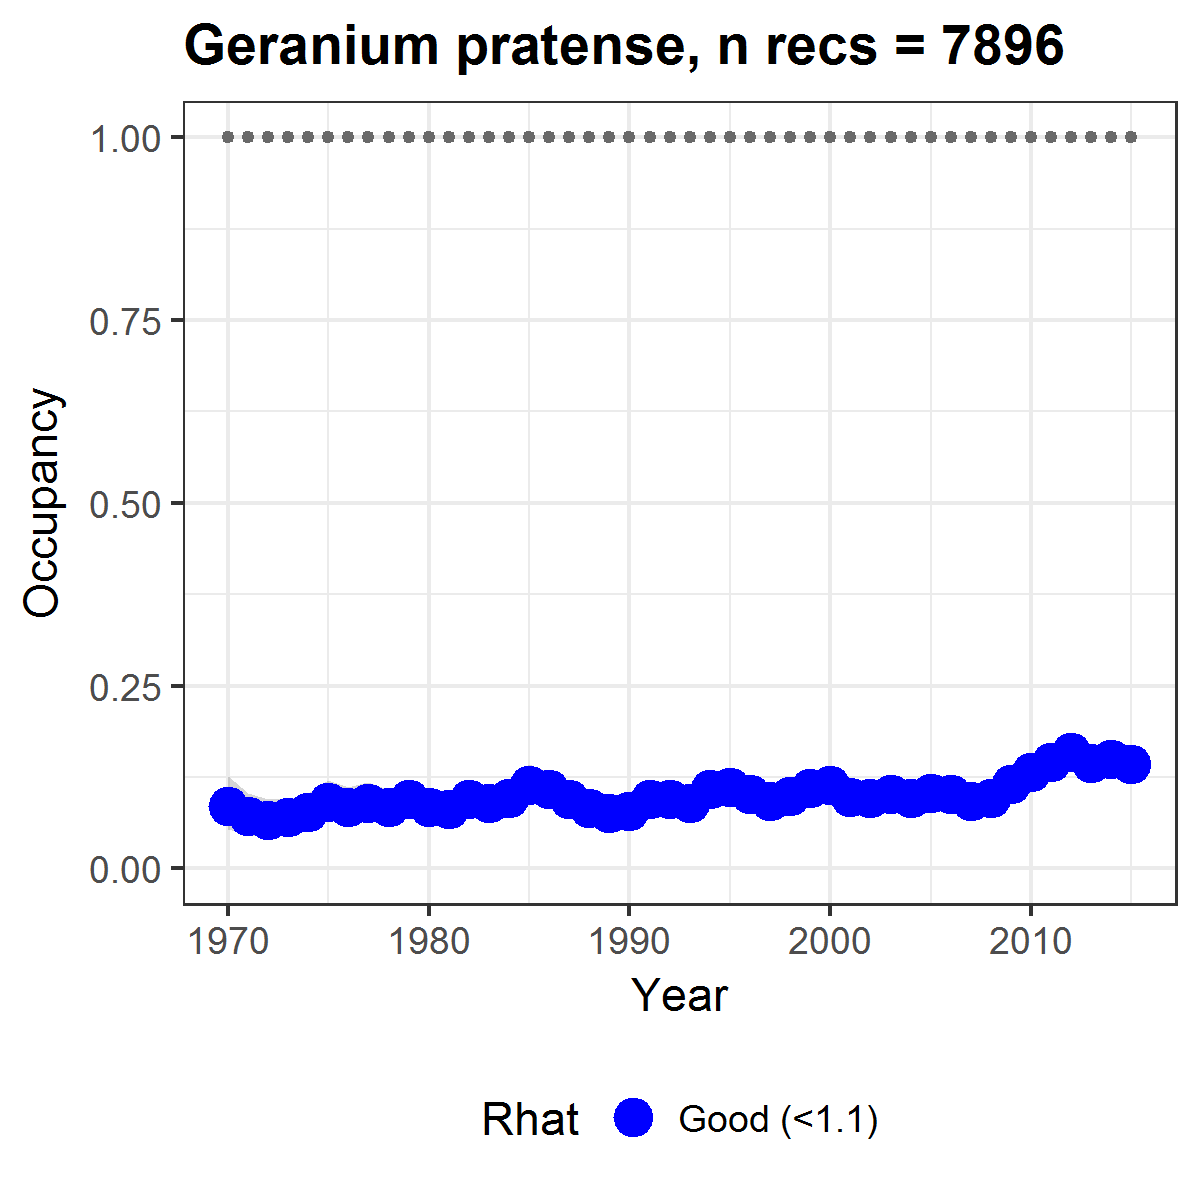 Geranium pratense, n recs = 7896
1.00
0.75
0.50
0.25
0.00
Occupancy
1970 1980 1990 2000 2010
Year
Rhat Good (<1.1)